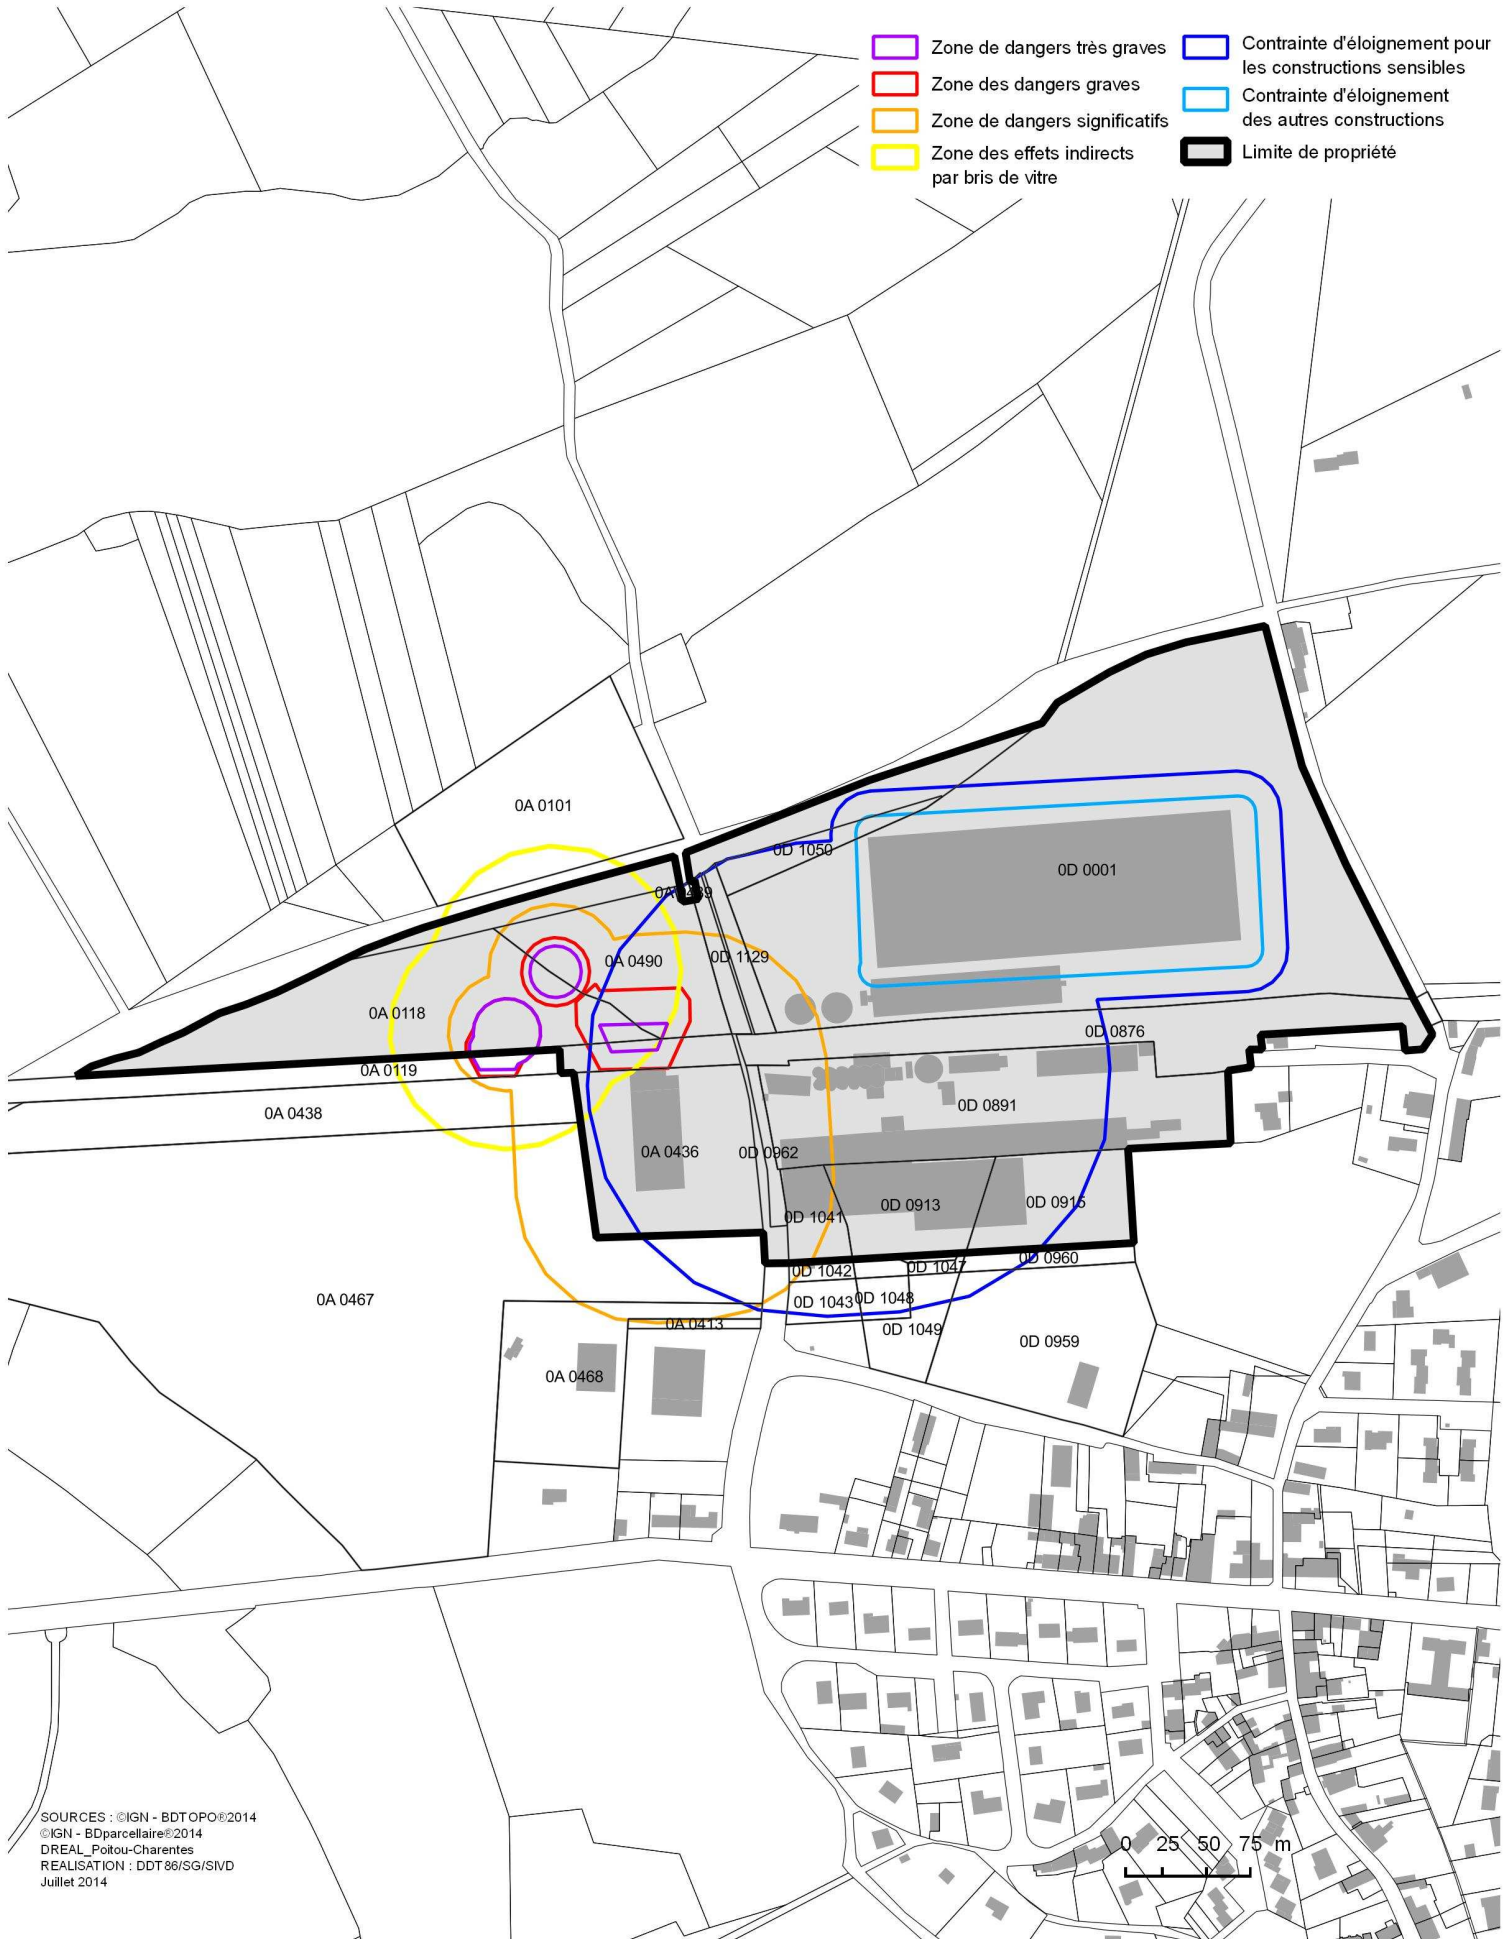 Zone de dangers très graves
Zone des dangers graves
Zone de dangers significatifs
Zone des effets indirects
par bris de vitre
Contrainte d'éloignement pour
les constructions sensibles
Contrainte d'éloignement
des autres constructions
Limite de propriété
0A 0101
0D 1050
0D 0001
0A 0489
0A 0490
0D 1129
0A 0118
0D 0876
0A 0119
0A 0438
0D 0891
0A 0436
0D 0962
0D 0913
0D 0915
0D 1041
0D 1042
0D 1047
0D 0960
0A 0467
0D 1043
0D 1048
0A 0413
0D 1049
0D 0959
0A 0468
SOURCES : ©IGN - BDTOPO®2014
©IGN - BDparcellaire®2014
DREAL_Poitou-Charentes
REALISATION : DDT86/SG/SIVD
Juillet 2014
0 25 50 75 m